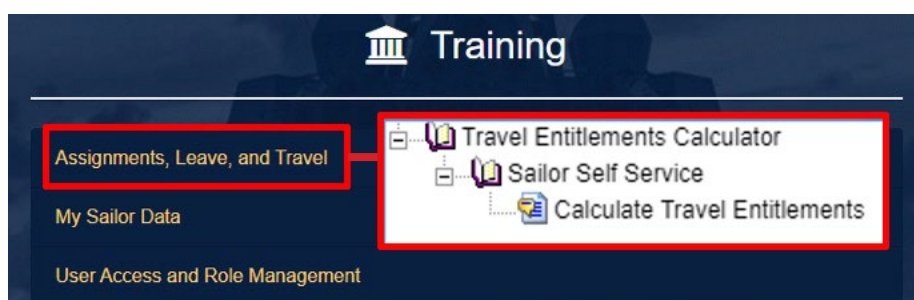 Training
Assignments, Leave, and Travel
Travel Entitlements Calculator
Sailor Self Service
Calculate Travel Entitlements
My Sailor Data
User Access and Role Management